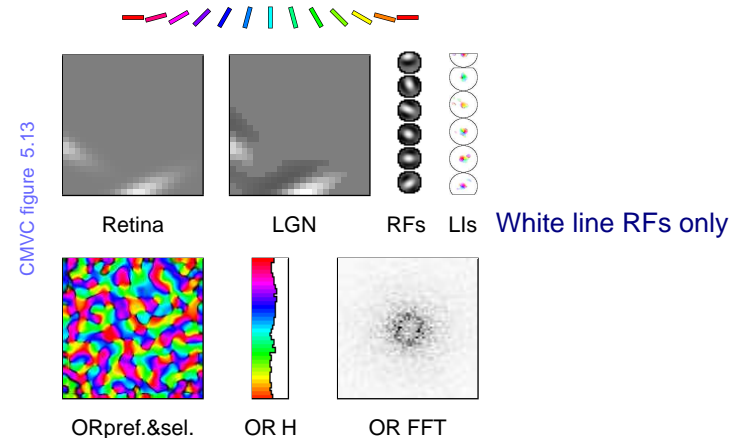 CMVC figure 5.13
Retina
LGN
RFs
LIs
White line RFs only
ORpref.&sel.
OR H
OR FFT